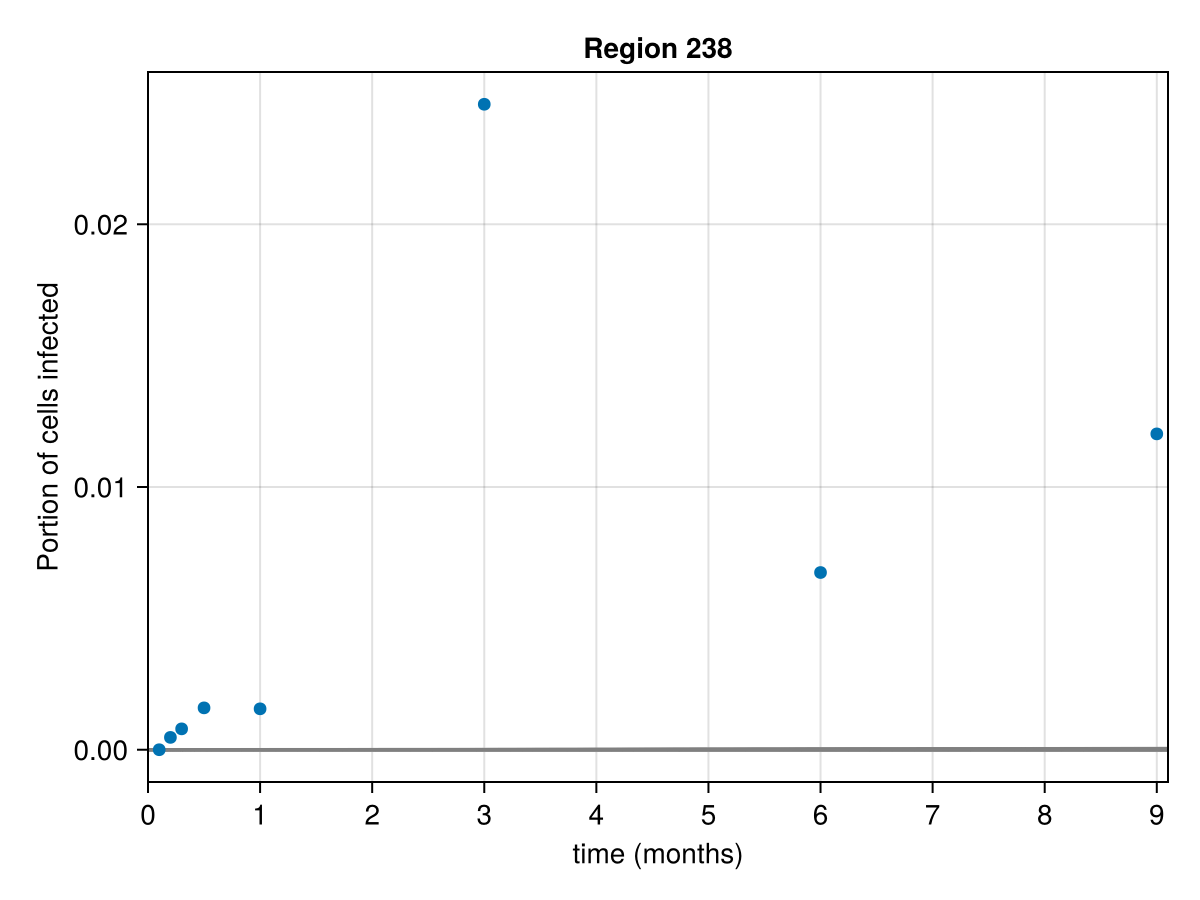 Region 238
Portion of cells infected
0.02
0.01
0.00
0 1 2 3 4 5 6 7 8 9
time (months)